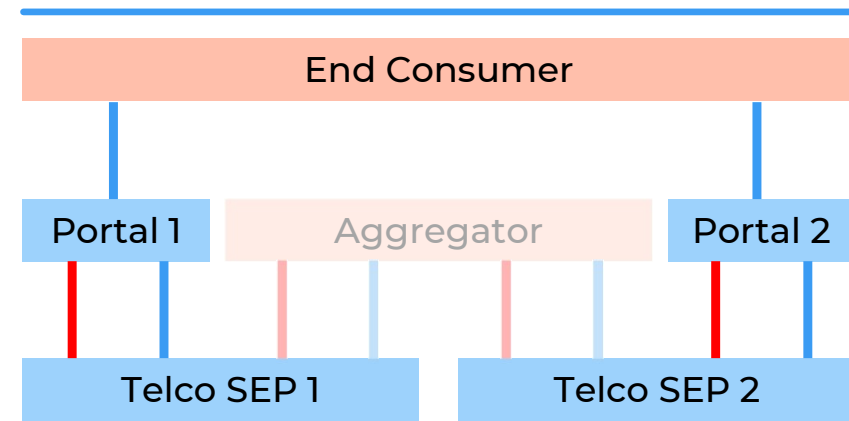 End Consumer
Portal 1
Aggregator
Portal 2
Telco SEP 1
Telco SEP 2